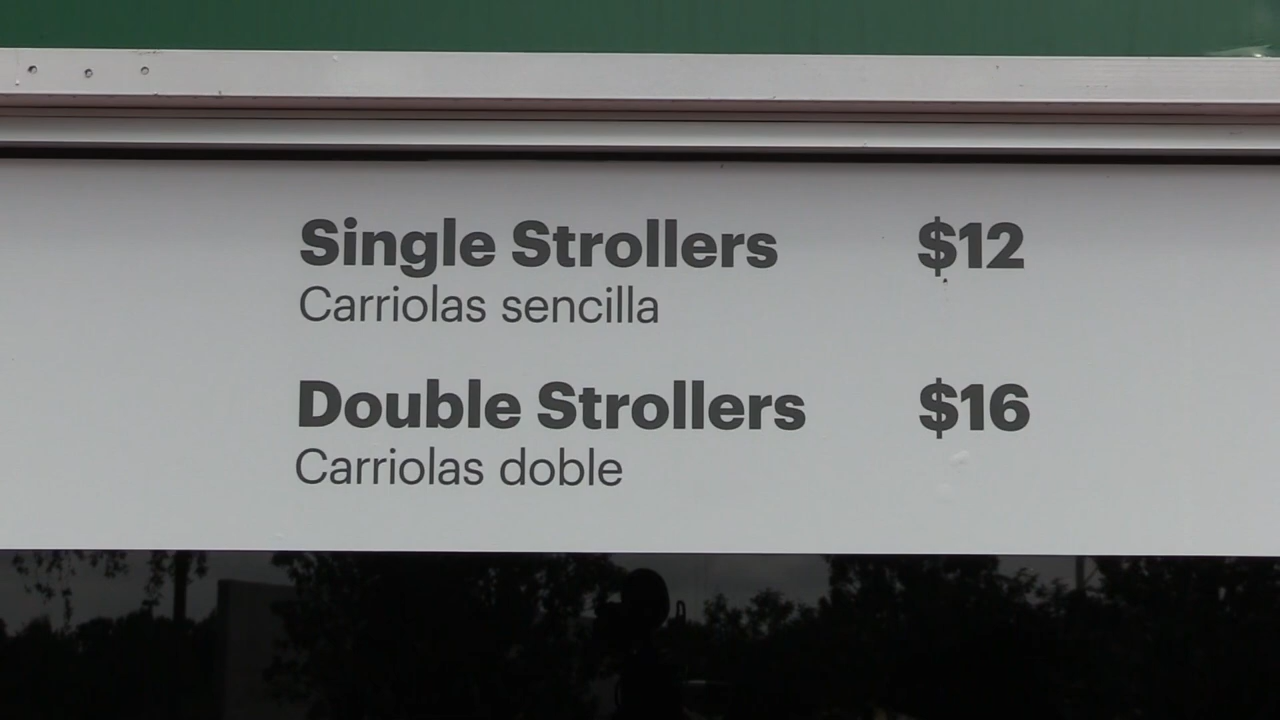 Single Strollers $12
Carriolas sencilla
Double Strollers $16
Carriolas doble